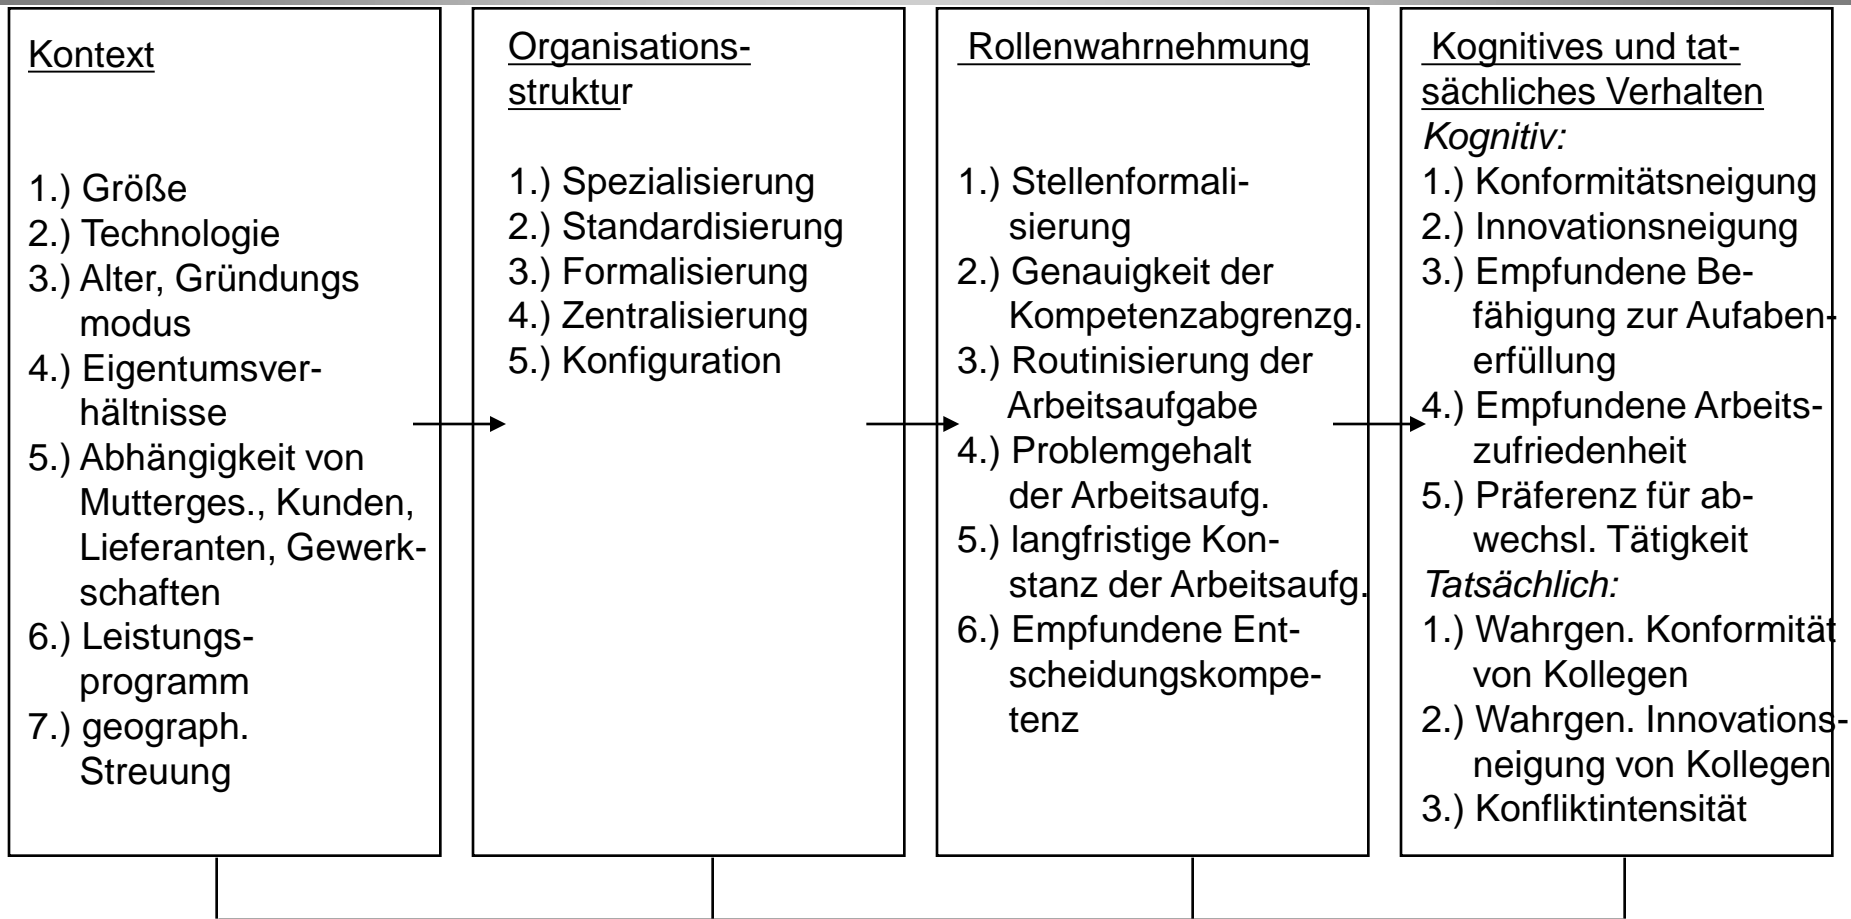 Kontext
1.) Größe
2.) Technologie
3.) Alter, Gründungs
modus
4.) Eigentumsver-
hältnisse
5.) Abhängigkeit von
Mutterges., Kunden,
Lieferanten, Gewerk-
schaften
6.) Leistungs-
programm
7.) geograph.
Streuung
Organisations-
struktur
1.) Spezialisierung
2.) Standardisierung
3.) Formalisierung
4.) Zentralisierung
5.) Konfiguration
Rollenwahrnehmung
1.) Stellenformali-
sierung
2.) Genauigkeit der
Kompetenzabgrenzg.
3.) Routinisierung der
Arbeitsaufgabe
4.) Problemgehalt
der Arbeitsaufg.
5.) langfristige Kon-
stanz der Arbeitsaufg.
6.) Empfundene Ent-
scheidungskompe-
tenz
Kognitives und tat-
sächliches Verhalten
Kognitiv:
1.) Konformitätsneigung
2.) Innovationsneigung
3.) Empfundene Be-
fähigung zur Aufaben-
erfüllung
4.) Empfundene Arbeits-
zufriedenheit
5.) Präferenz für ab-
wechsl. Tätigkeit
Tatsächlich:
1.) Wahrgen. Konformität
von Kollegen
2.) Wahrgen. Innovations-
neigung von Kollegen
3.) Konfliktintensität